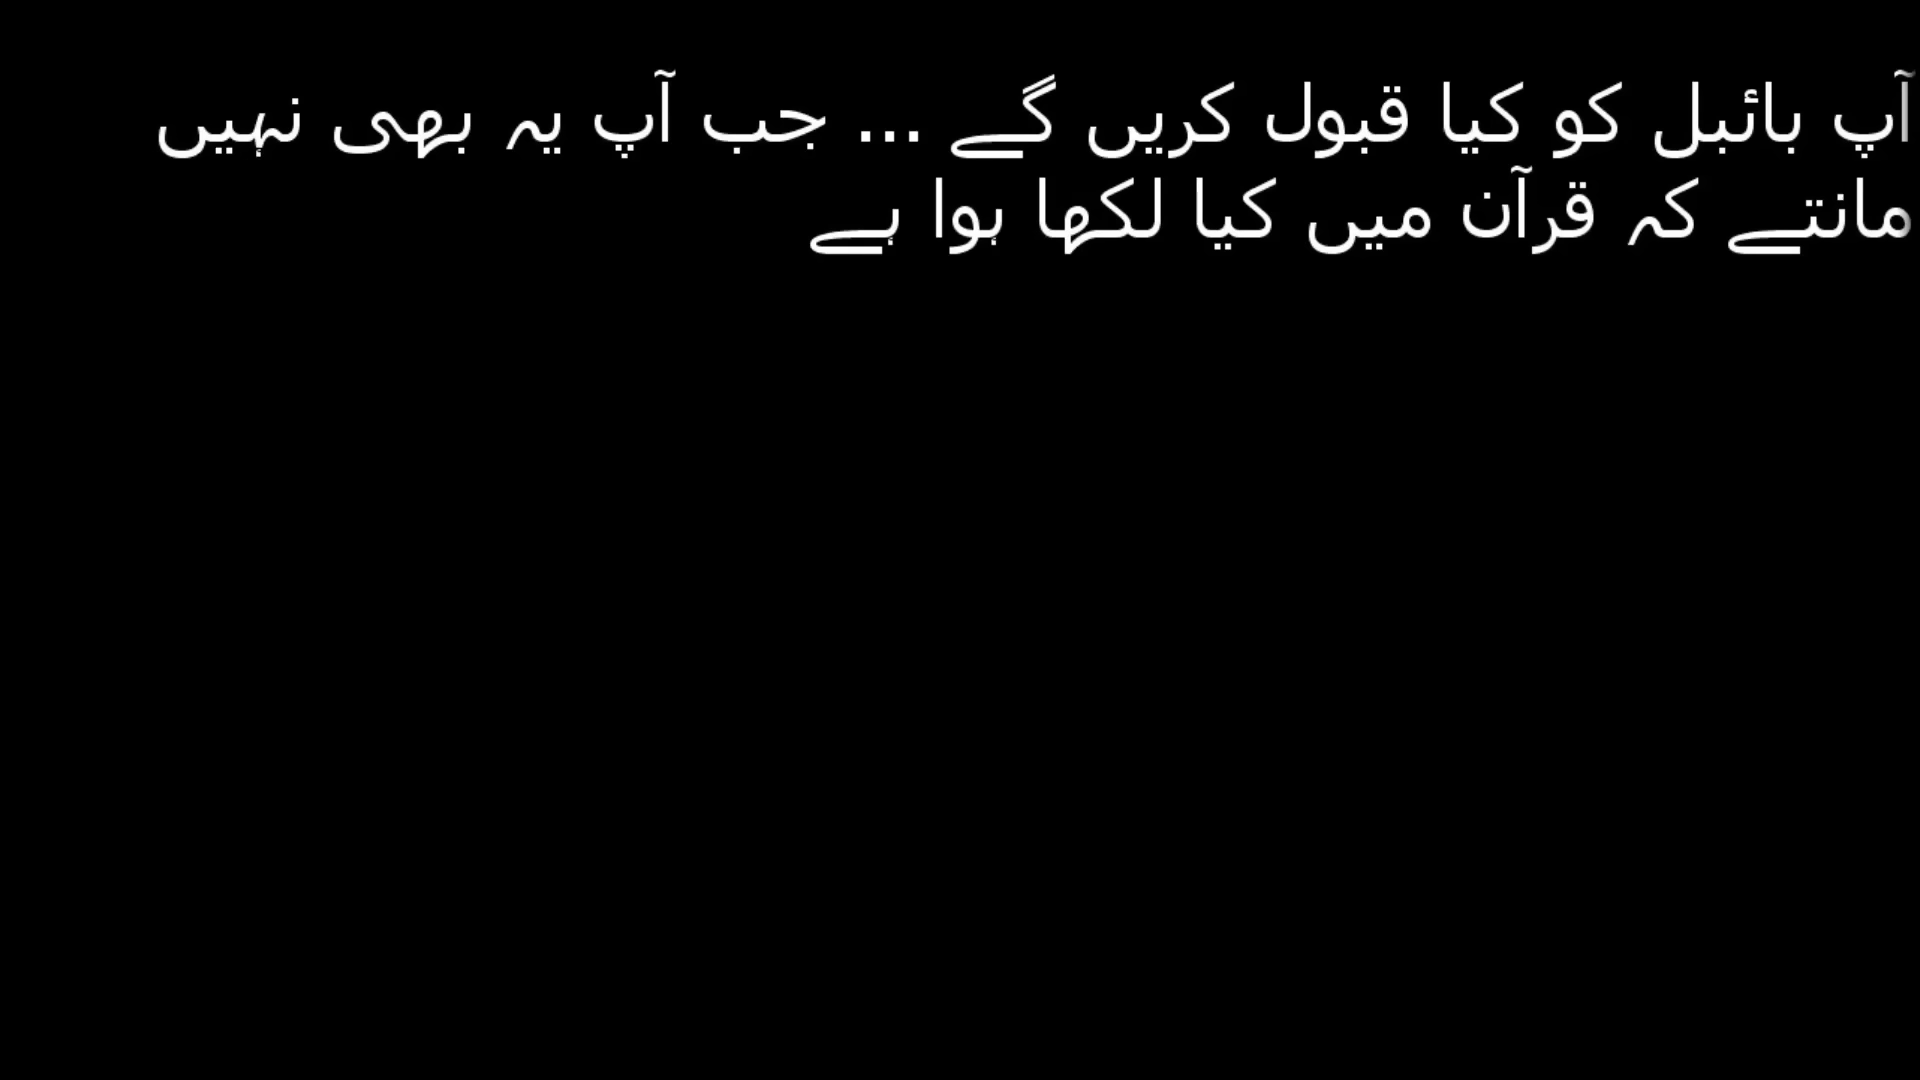 آپ بائبل کو کیا قبول کریں گے ... جب آپ یہ بھی نہیں
مانتے کہ قرآن میں کیا لکھا ہوا ہے